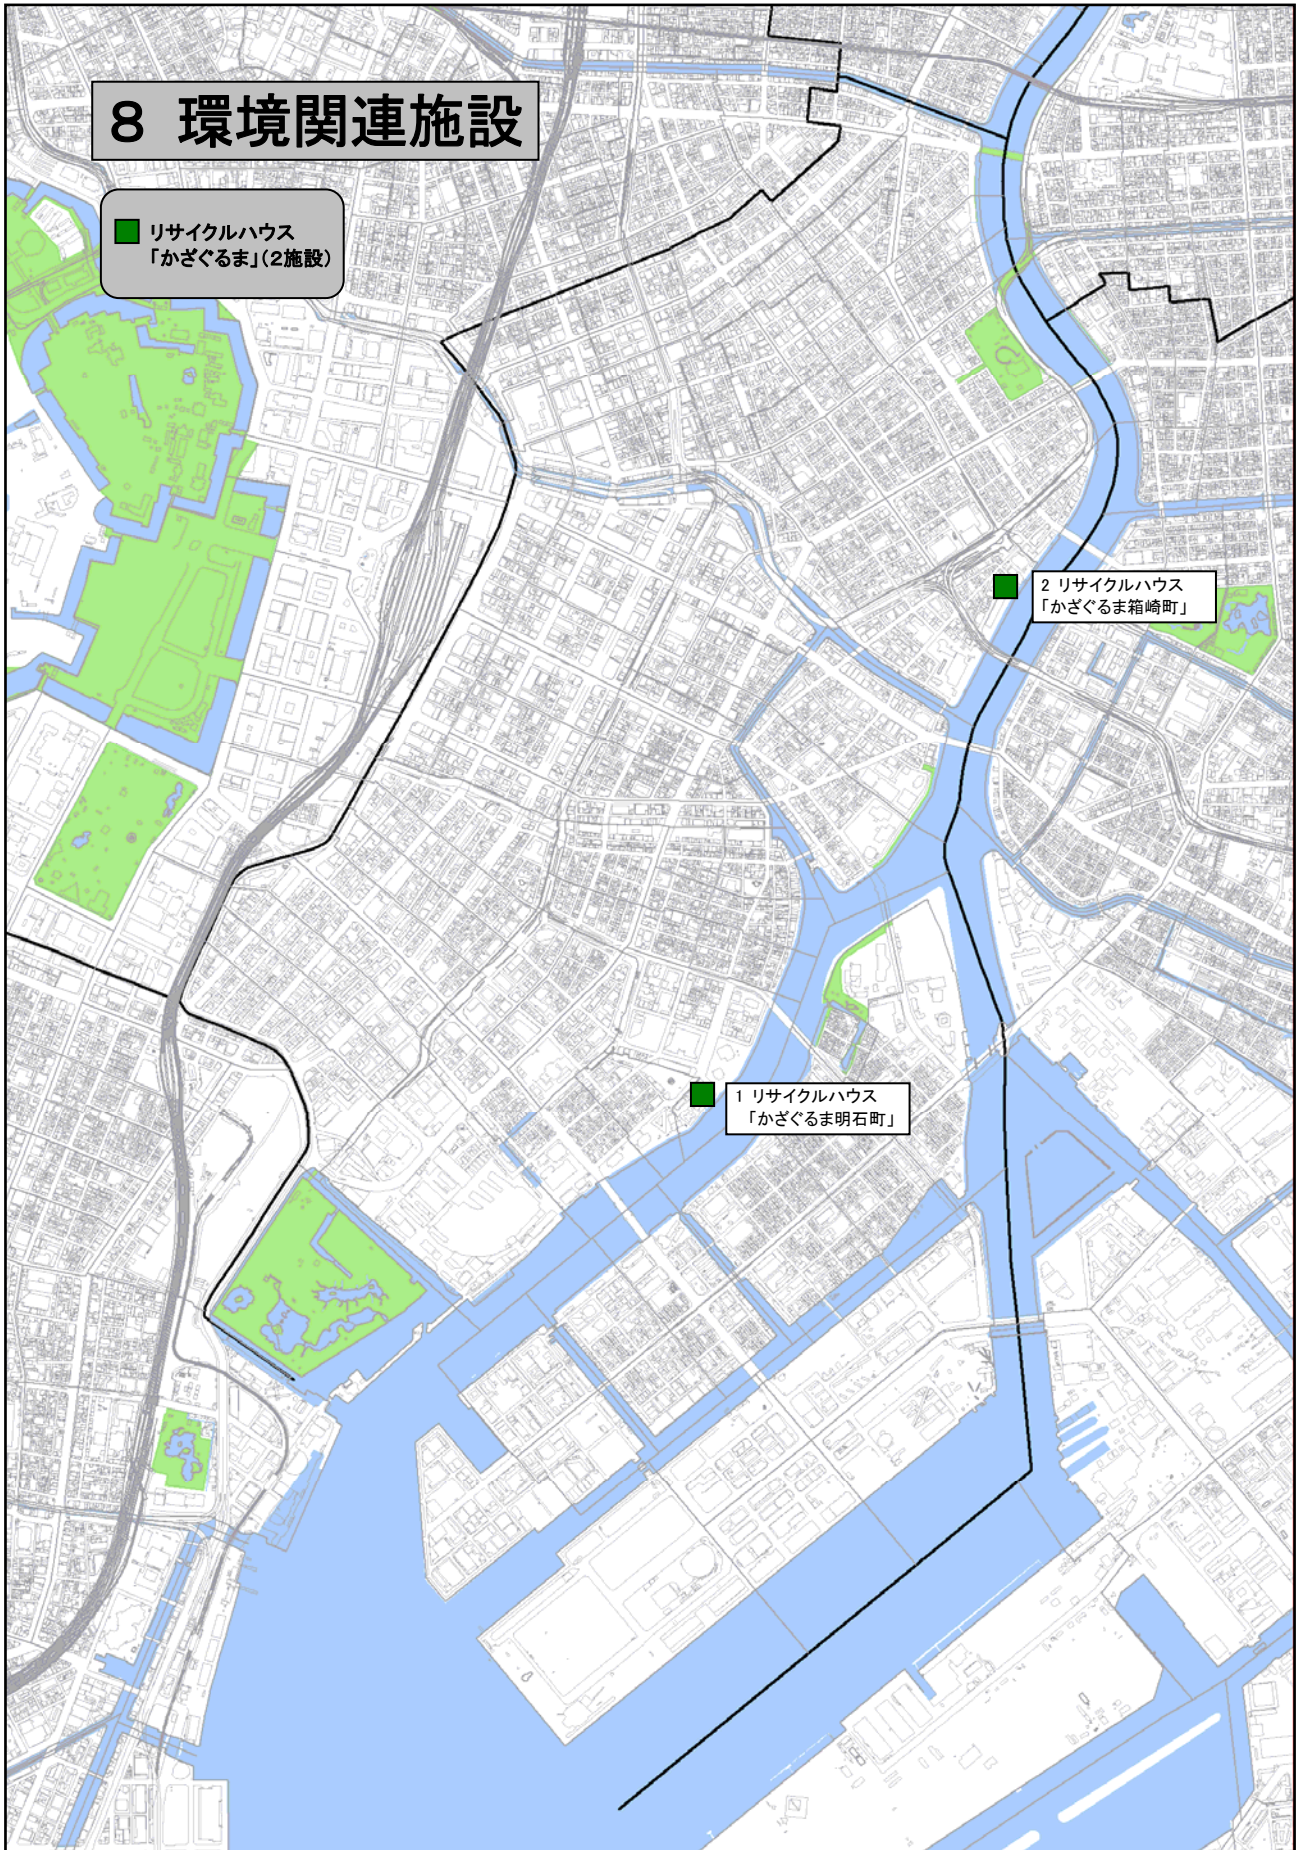 ８ 環境関連施設
リサイクルハウス
「かざぐるま」（２施設）
2 リサイクルハウス
「かざぐるま箱崎町」
1 リサイクルハウス
「かざぐるま明石町」